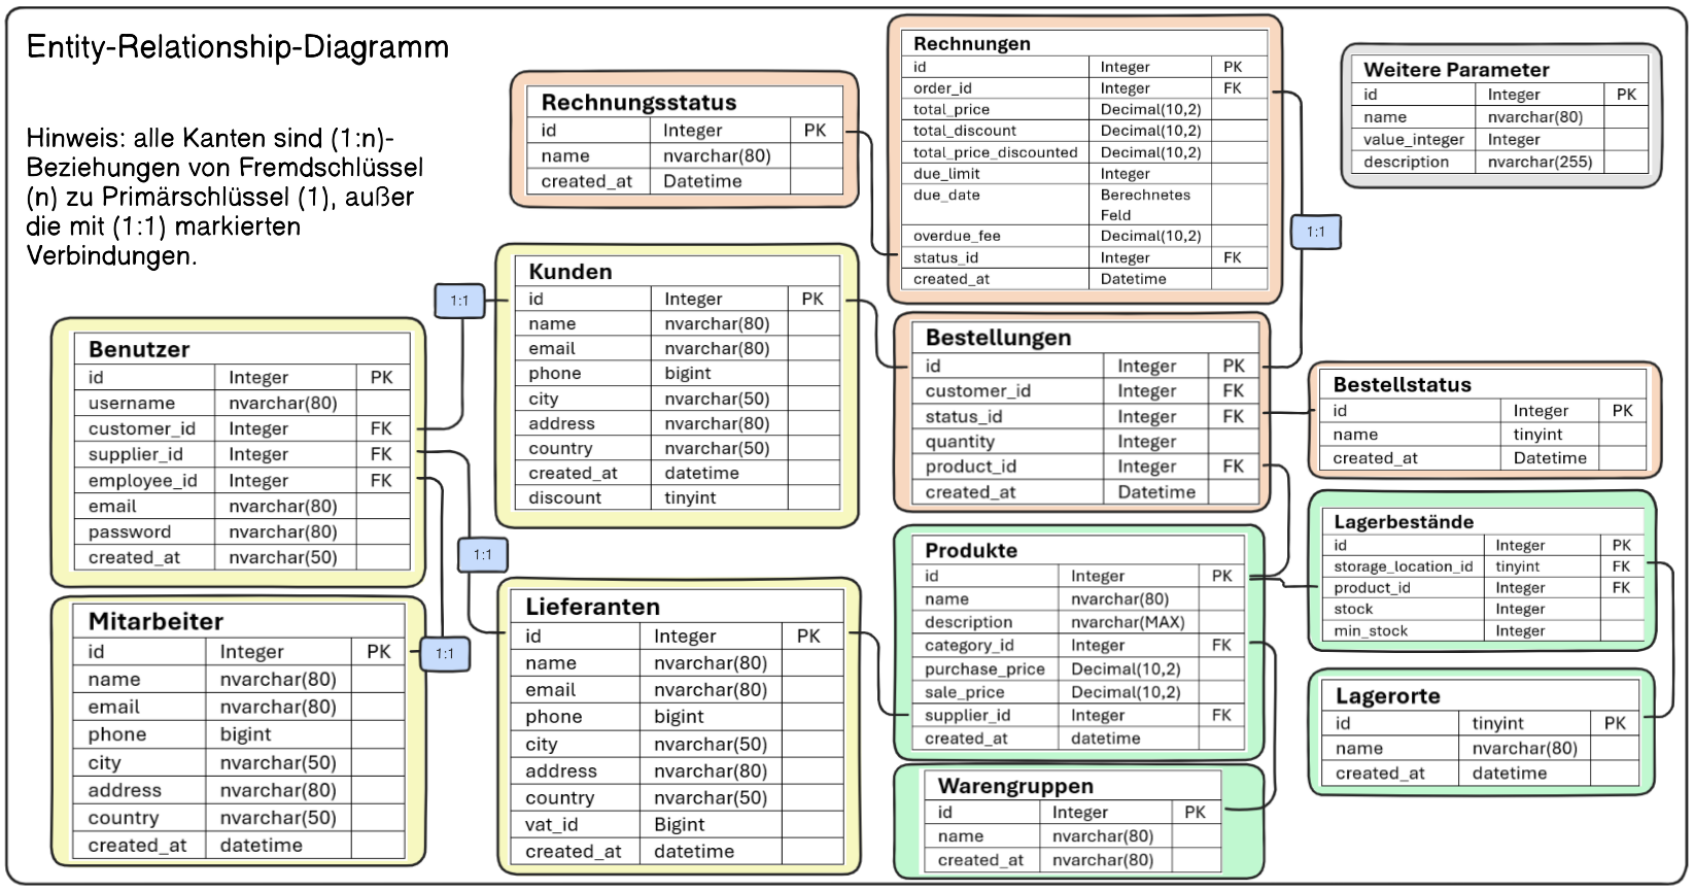 Entity-Relationship-Diagramm
Hinweis: alle Kanten sind (1:n)-
Beziehungen von Fremdschlüssel
(n) zu Primärschlüssel (1), außer
die mit (1:1) markierten
Verbindungen.
Rechnungsstatus
id Integer PK
name nvarchar(80)
created_at Datetime
Rechnungen
id Integer PK
order_id Integer FK
total_price Decimal(10,2)
total_discount Decimal(10,2)
total_price_discounted Decimal(10,2)
due_limit Integer
due_date Berechnetes
Feld
overdue_fee Decimal(10,2)
status_id Integer FK
created_at Datetime
Weitere Parameter
id Integer PK
name nvarchar(80)
value_integer Integer
description nvarchar(255)
1:1
1:1
Kunden
id Integer PK
name nvarchar(80)
email nvarchar(80)
phone bigint
city nvarchar(50)
address nvarchar(80)
country nvarchar(50)
created_at datetime
discount tinyint
Benutzer
id Integer PK
username nvarchar(80)
customer_id Integer FK
supplier_id Integer FK
employee_id Integer FK
email nvarchar(80)
password nvarchar(80)
created_at nvarchar(50)
Bestellungen
id Integer PK
customer_id Integer FK
status_id Integer FK
quantity Integer
product_id Integer FK
created_at Datetime
Bestellstatus
id Integer PK
name tinyint
created_at Datetime
1:1
Lagerbestände
id Integer PK
storage_location_id tinyint FK
product_id Integer FK
stock Integer
min_stock Integer
Produkte
id Integer PK
name nvarchar(80)
description nvarchar(MAX)
category_id Integer FK
purchase_price Decimal(10,2)
sale_price Decimal(10,2)
supplier_id Integer FK
created_at datetime
Mitarbeiter
id Integer PK
name nvarchar(80)
email nvarchar(80)
phone bigint
city nvarchar(50)
address nvarchar(80)
country nvarchar(50)
created_at datetime
1:1
Lieferanten
id Integer PK
name nvarchar(80)
email nvarchar(80)
phone bigint
city nvarchar(50)
address nvarchar(80)
country nvarchar(50)
vat_id Bigint
created_at datetime
Lagerorte
id tinyint PK
name nvarchar(80)
created_at datetime
Warengruppen
id Integer PK
name nvarchar(80)
created_at nvarchar(80)